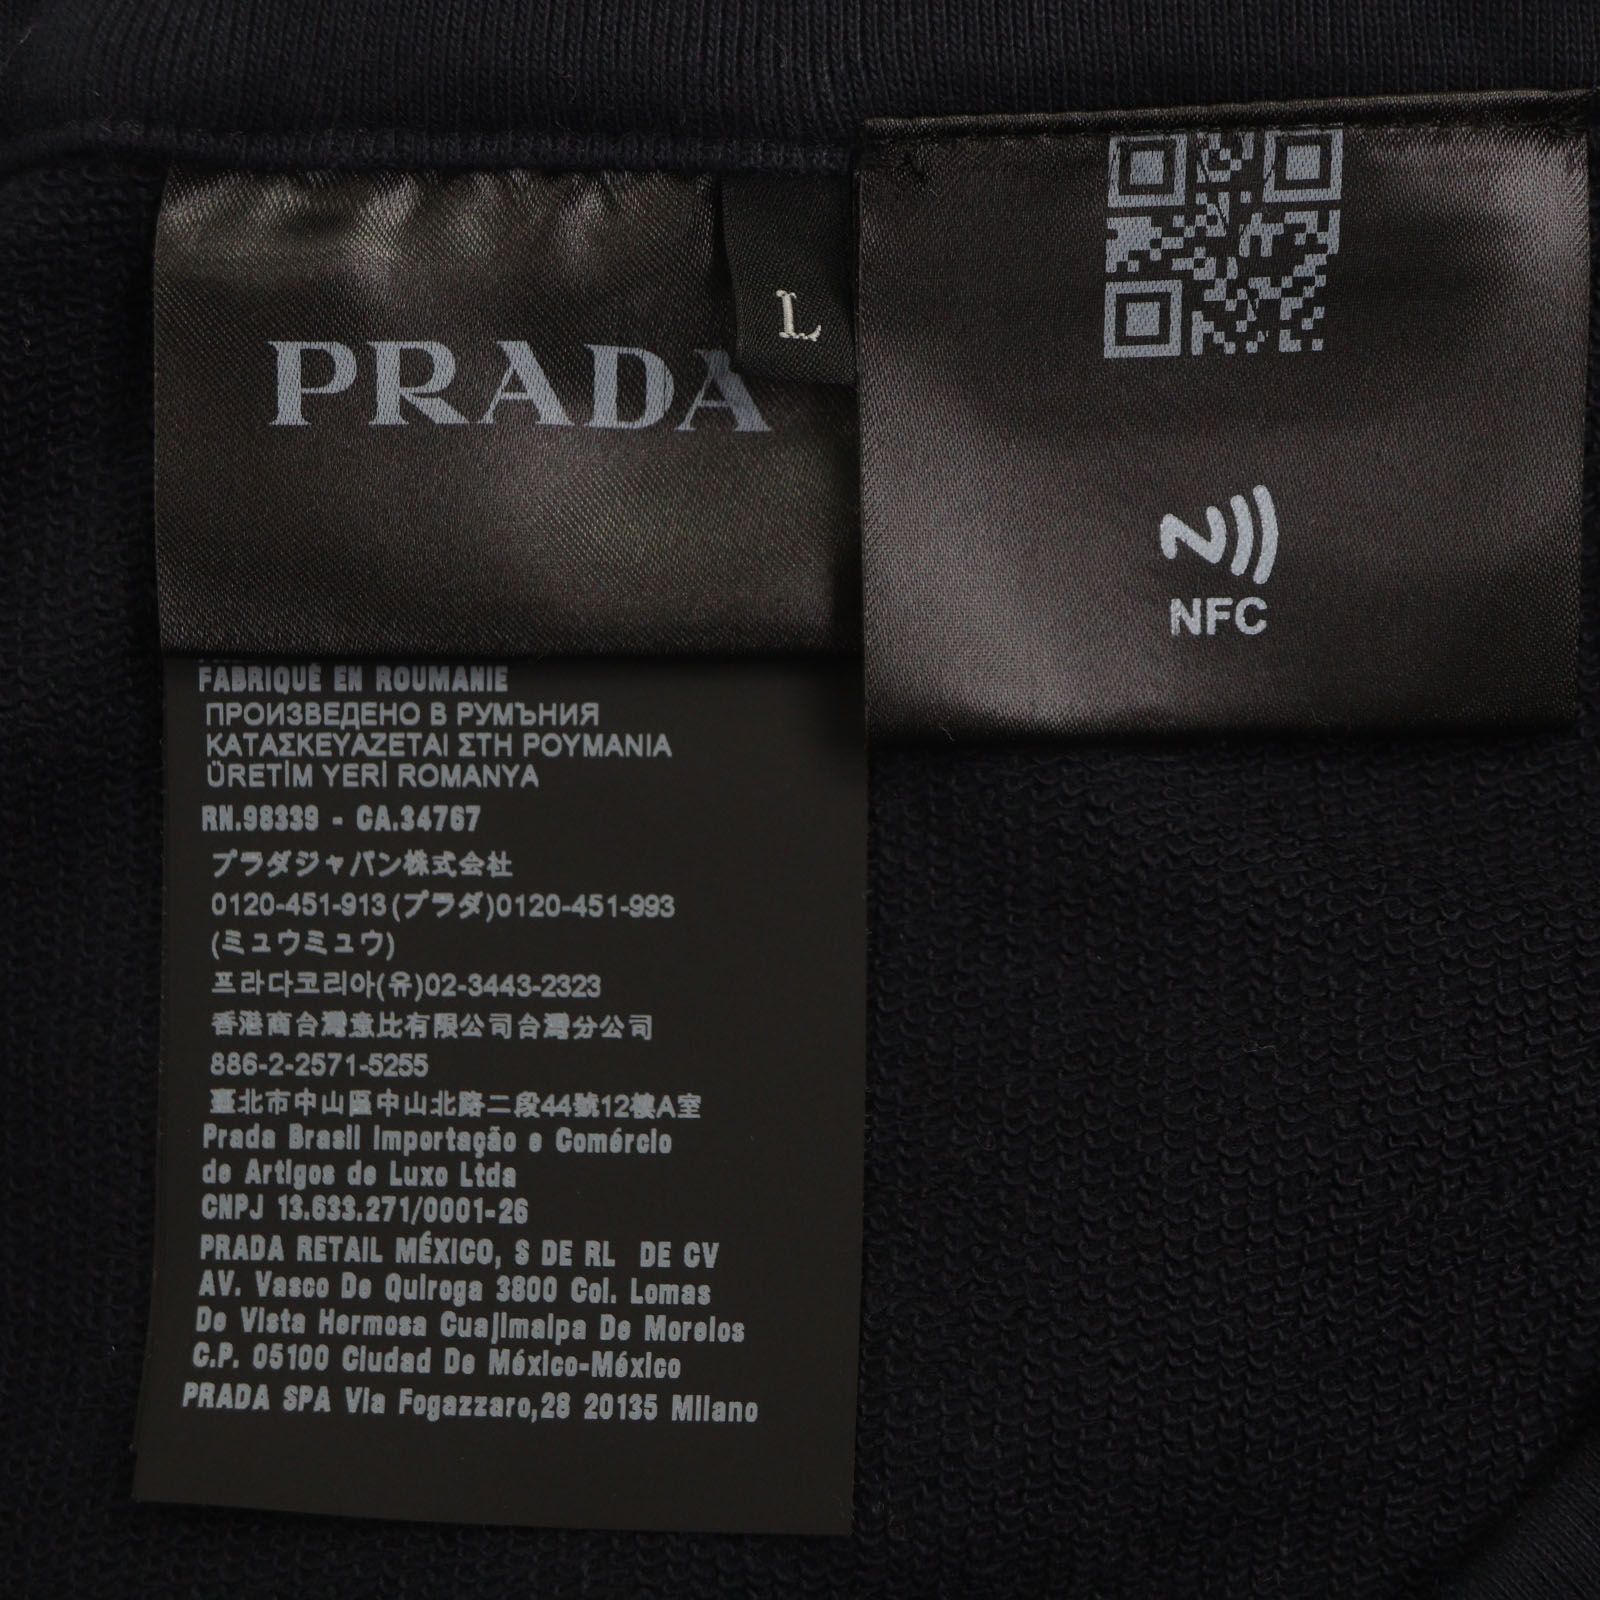 PRADA
L
NFC
FABRIQUÉ EN ROUMANIE
ПРОИЗВЕДЕНО В РУМЪНИЯ
ΚΑΤΑΣΚΕΥΑΖΕΤΑΙ ΣΤΗ ΡΟΥΜΑΝΙΑ
ÜRETİM YERİ ROMANYA
RN.98339 - CA.34767
プラダジャパン株式会社
0120-451-913(プラダ)0120-451-993
(ミュウミュウ)
프라다코리아(유)02-3443-2323
香港商台灣意比有限公司台灣分公司
886-2-2571-5255
臺北市中山區中山北路二段44號12樓A室
Prada Brasil Importação e Comércio
de Artigos de Luxo Ltda
CNPJ 13.633.271/0001-26
PRADA RETAIL MÉXICO, S DE RL DE CV
AV. Vasco De Quiroga 3800 Col. Lomas
De Vista Hermosa Cuajimalpa De Morelos
C.P. 05100 Ciudad De México-México
PRADA SPA Via Fogazzaro,28 20135 Milano